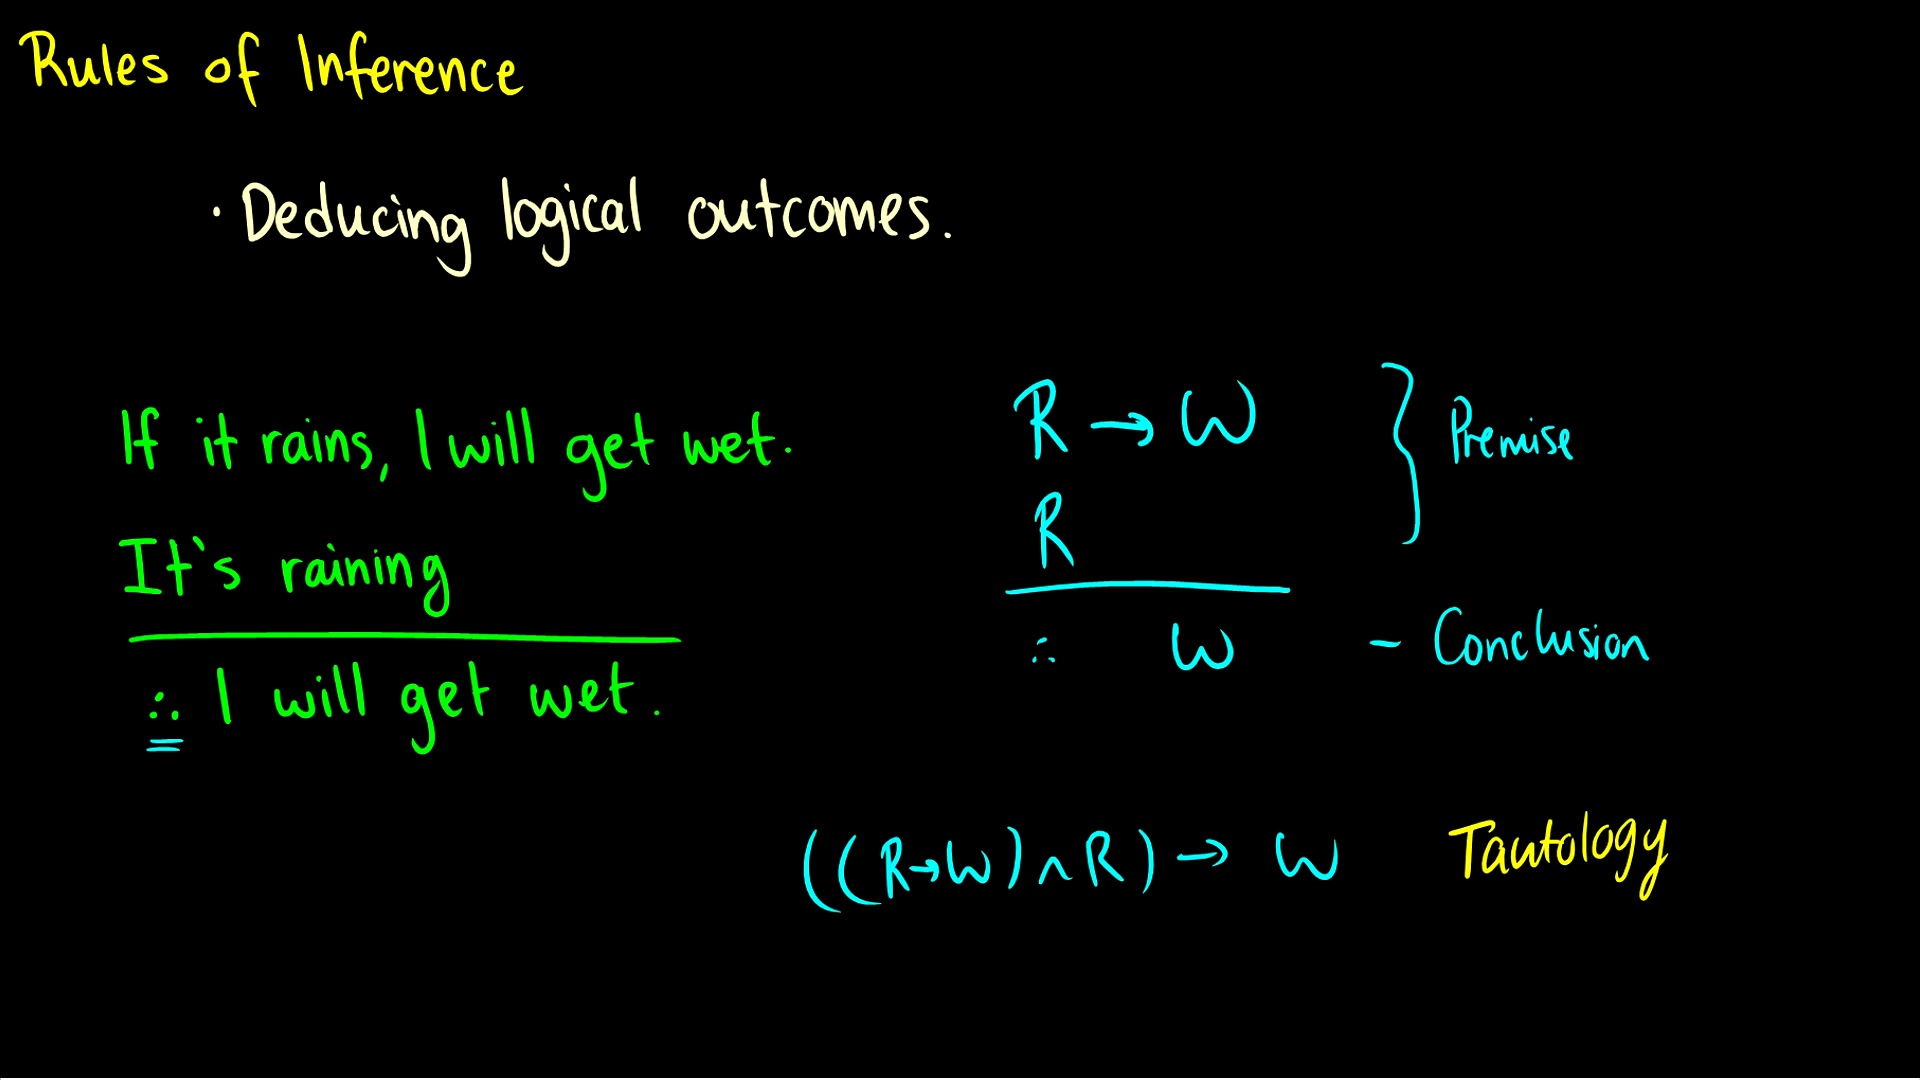 Rules of Inference
· Deducing logical outcomes.
If it rains, I will get wet.
It's raining
∴ I will get wet.
R → W } Premise
R
∴ W - Conclusion
((R→W)∧R) → W Tautology